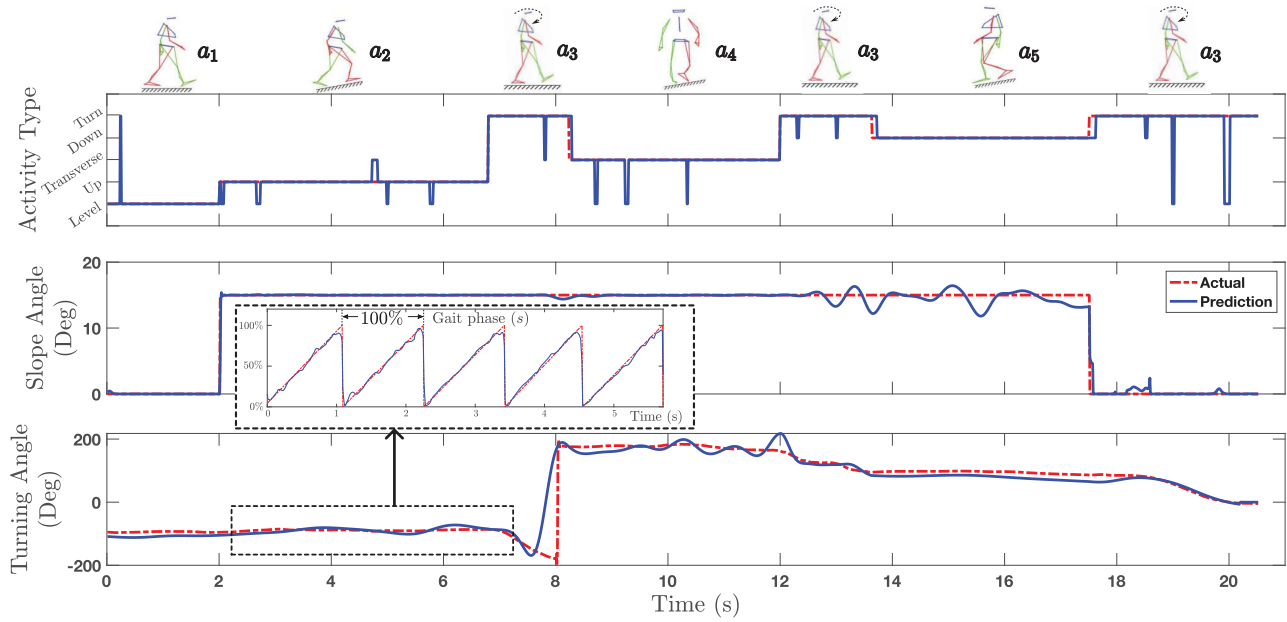 a1 a2 a3 a4 a3 a5 a3
Activity Type
Turn
Down
Transverse
Up
Level
Slope Angle
(Deg)
20
10
0
Actual
Prediction
100%
Gait phase (s)
100%
50%
0%
0 1 2 3 4 5
Time (s)
Turning Angle
(Deg)
200
0
-200
0 2 4 6 8 10 12 14 16 18 20
Time (s)